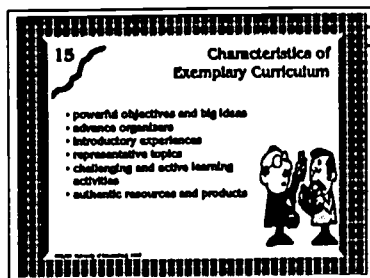 15
Characteristics of
Exemplary Curriculum
• powerful objectives and big ideas
• advance organizers
• introductory experiences
• representative topics
• challenging and active learning
activities
• authentic resources and products